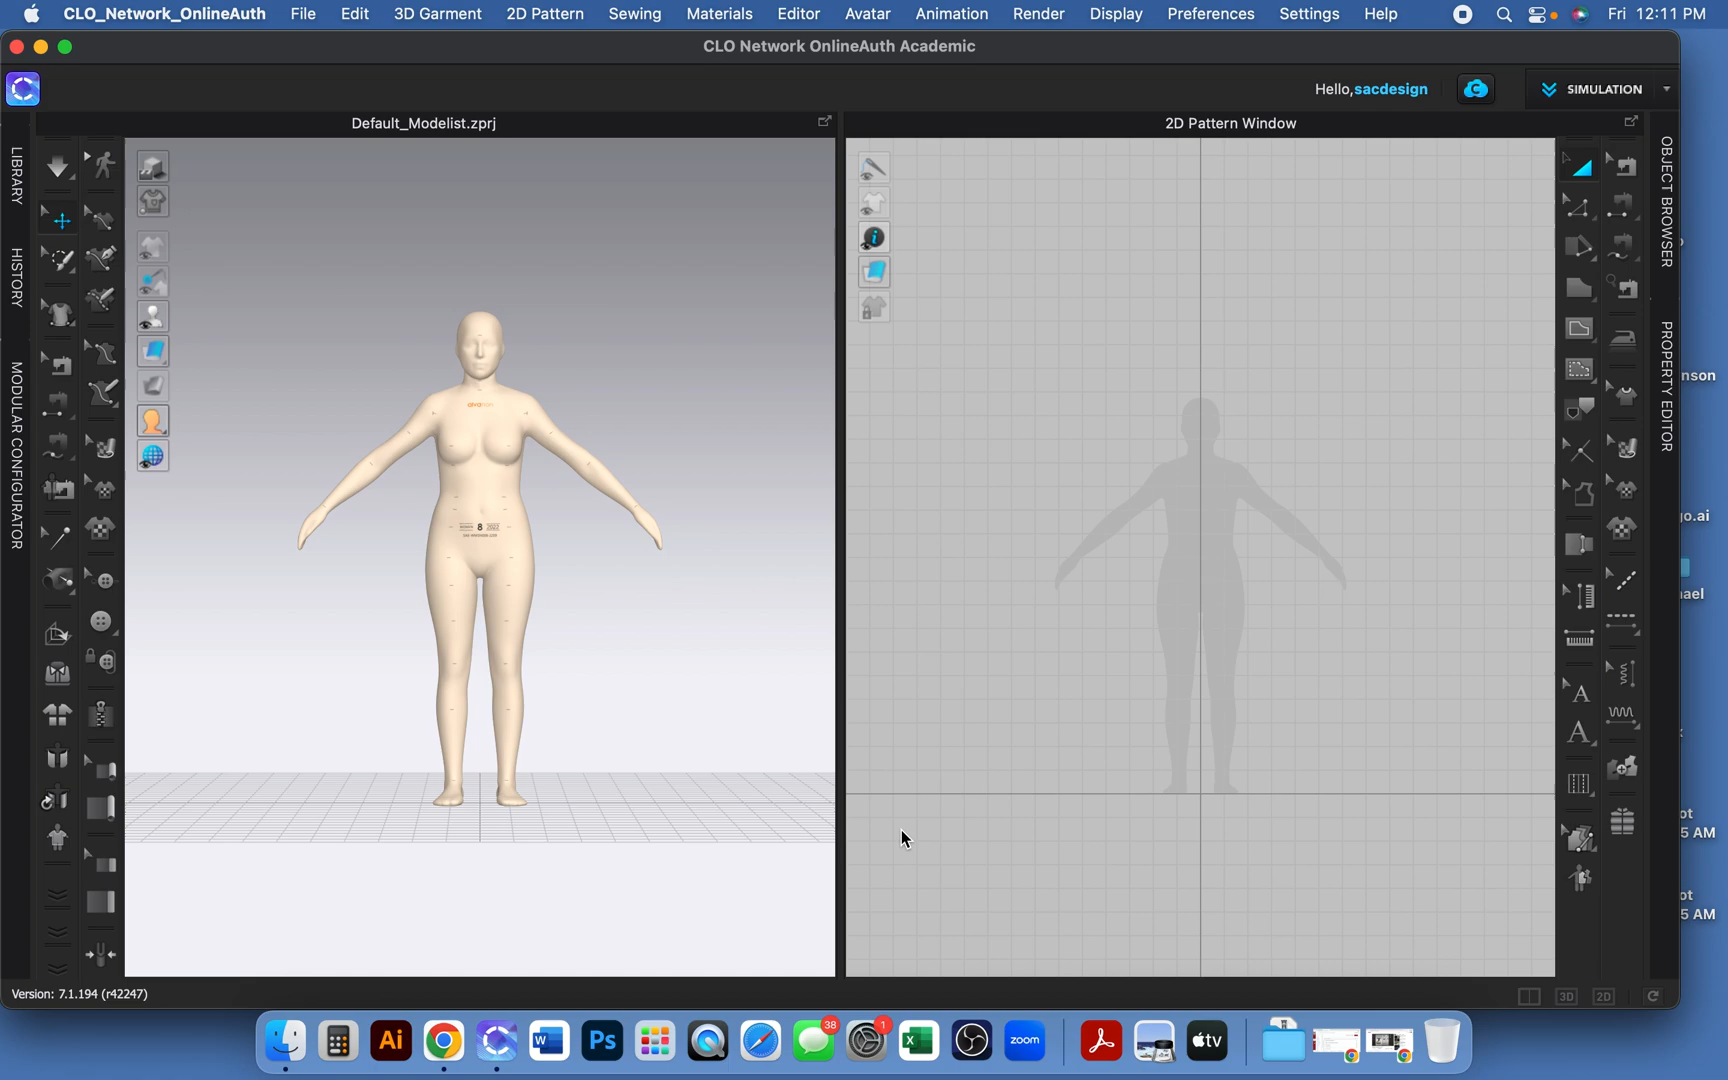 CLO_Network_OnlineAuth File Edit 3D Garment 2D Pattern Sewing Materials Editor Avatar Animation Render Display Preferences Settings Help Fri 12:11 PM
CLO Network OnlineAuth Academic
Hello,sacdesign SIMULATION
Default_Modelist.zprj
2D Pattern Window
LIBRARY
HISTORY
MODULAR CONFIGURATOR
OBJECT BROWSER
PROPERTY EDITOR
8 2022
A
A
nson
go.ai
ael
ot
5 AM
ot
5 AM
Version: 7.1.194 (r42247)
3D 2D
Ai W Ps 38 1 X zoom tv